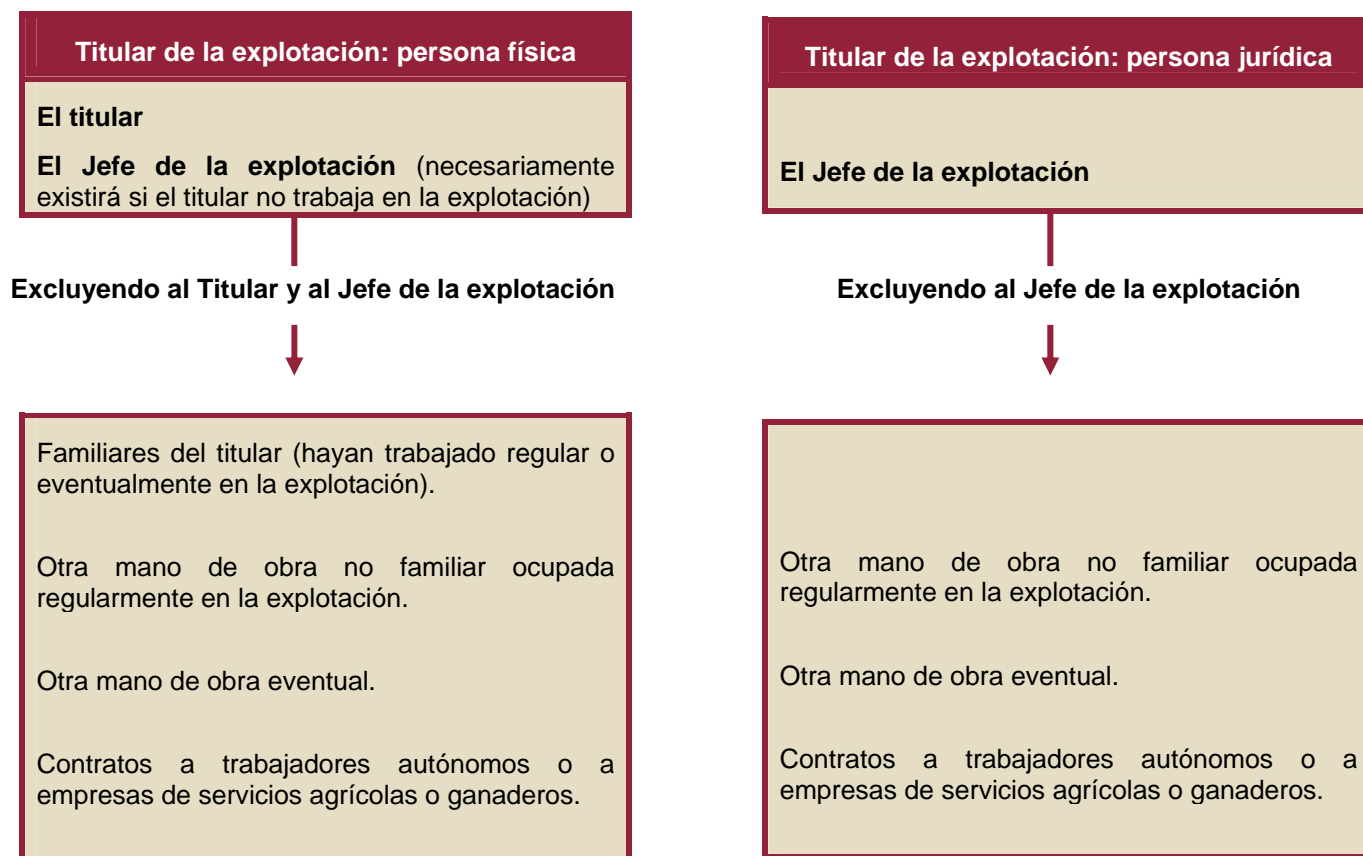 Titular de la explotación: persona física
El titular
El Jefe de la explotación (necesariamente
existirá si el titular no trabaja en la explotación)
Excluyendo al Titular y al Jefe de la explotación
Familiares del titular (hayan trabajado regular o
eventualmente en la explotación).
Otra mano de obra no familiar ocupada
regularmente en la explotación.
Otra mano de obra eventual.
Contratos a trabajadores autónomos o a
empresas de servicios agrícolas o ganaderos.
Titular de la explotación: persona jurídica
El Jefe de la explotación
Excluyendo al Jefe de la explotación
Otra mano de obra no familiar ocupada
regularmente en la explotación.
Otra mano de obra eventual.
Contratos a trabajadores autónomos o a
empresas de servicios agrícolas o ganaderos.